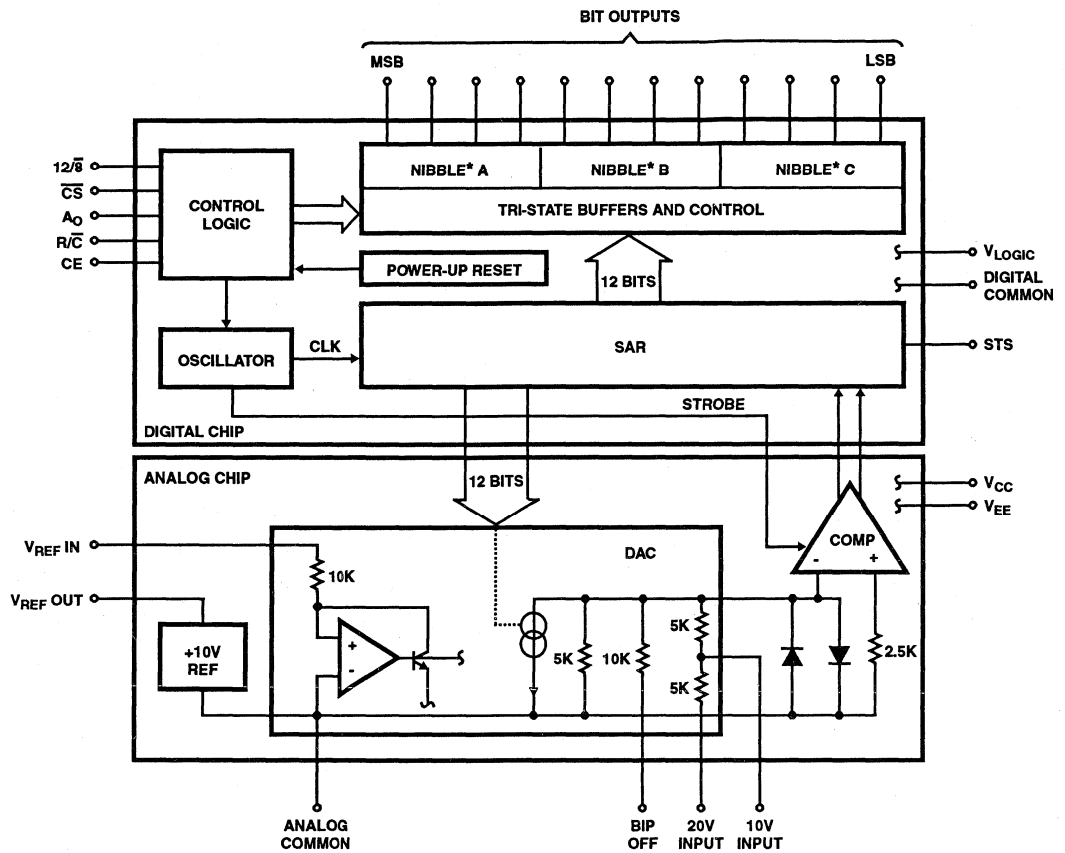 BIT OUTPUTS
MSB
LSB
12/8̅
C̅S̅
A₀
R/C̅
CE
CONTROL
LOGIC
NIBBLE* A
NIBBLE* B
NIBBLE* C
TRI-STATE BUFFERS AND CONTROL
POWER-UP RESET
12 BITS
VLOGIC
DIGITAL
COMMON
OSCILLATOR
CLK
SAR
STS
STROBE
DIGITAL CHIP
ANALOG CHIP
12 BITS
VCC
VEE
COMP
-
+
VREF IN
DAC
10K
VREF OUT
+10V
REF
+
-
5K
10K
5K
5K
2.5K
ANALOG
COMMON
BIP
OFF
20V
INPUT
10V
INPUT